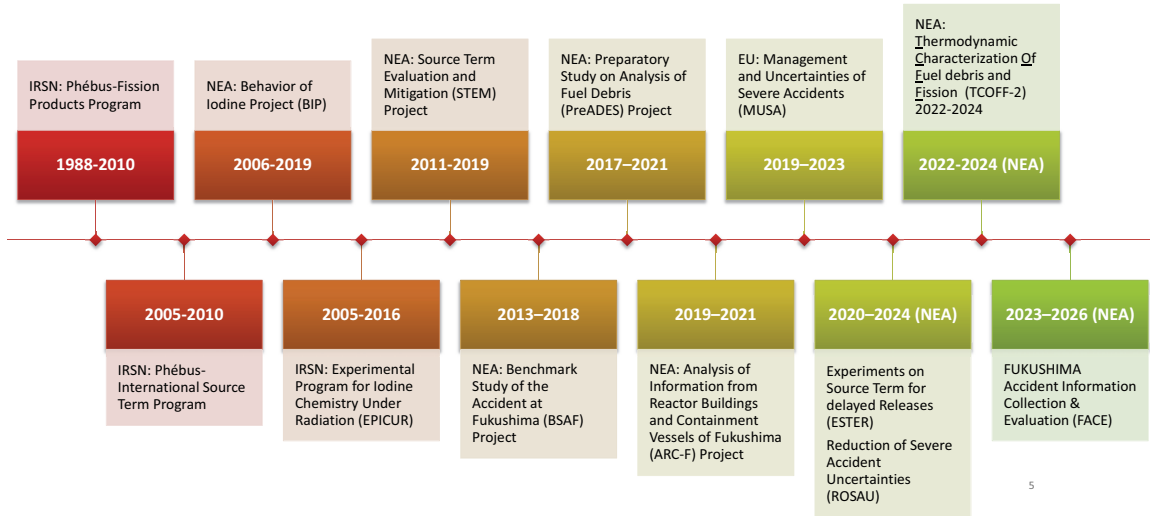 IRSN: Phébus-Fission
Products Program
1988-2010
NEA: Behavior of
Iodine Project (BIP)
2006-2019
NEA: Source Term
Evaluation and
Mitigation (STEM)
Project
2011-2019
NEA: Preparatory
Study on Analysis of
Fuel Debris
(PreADES) Project
2017–2021
EU: Management
and Uncertainties of
Severe Accidents
(MUSA)
2019–2023
NEA:
Thermodynamic
Characterization Of
Fuel debris and
Fission (TCOFF-2)
2022-2024
2022-2024 (NEA)
2005-2010
IRSN: Phébus-
International Source
Term Program
2005-2016
IRSN: Experimental
Program for Iodine
Chemistry Under
Radiation (EPICUR)
2013–2018
NEA: Benchmark
Study of the
Accident at
Fukushima (BSAF)
Project
2019–2021
NEA: Analysis of
Information from
Reactor Buildings
and Containment
Vessels of Fukushima
(ARC-F) Project
2020–2024 (NEA)
Experiments on
Source Term for
delayed Releases
(ESTER)
Reduction of Severe
Accident
Uncertainties
(ROSAU)
2023–2026 (NEA)
FUKUSHIMA
Accident Information
Collection &
Evaluation (FACE)
5